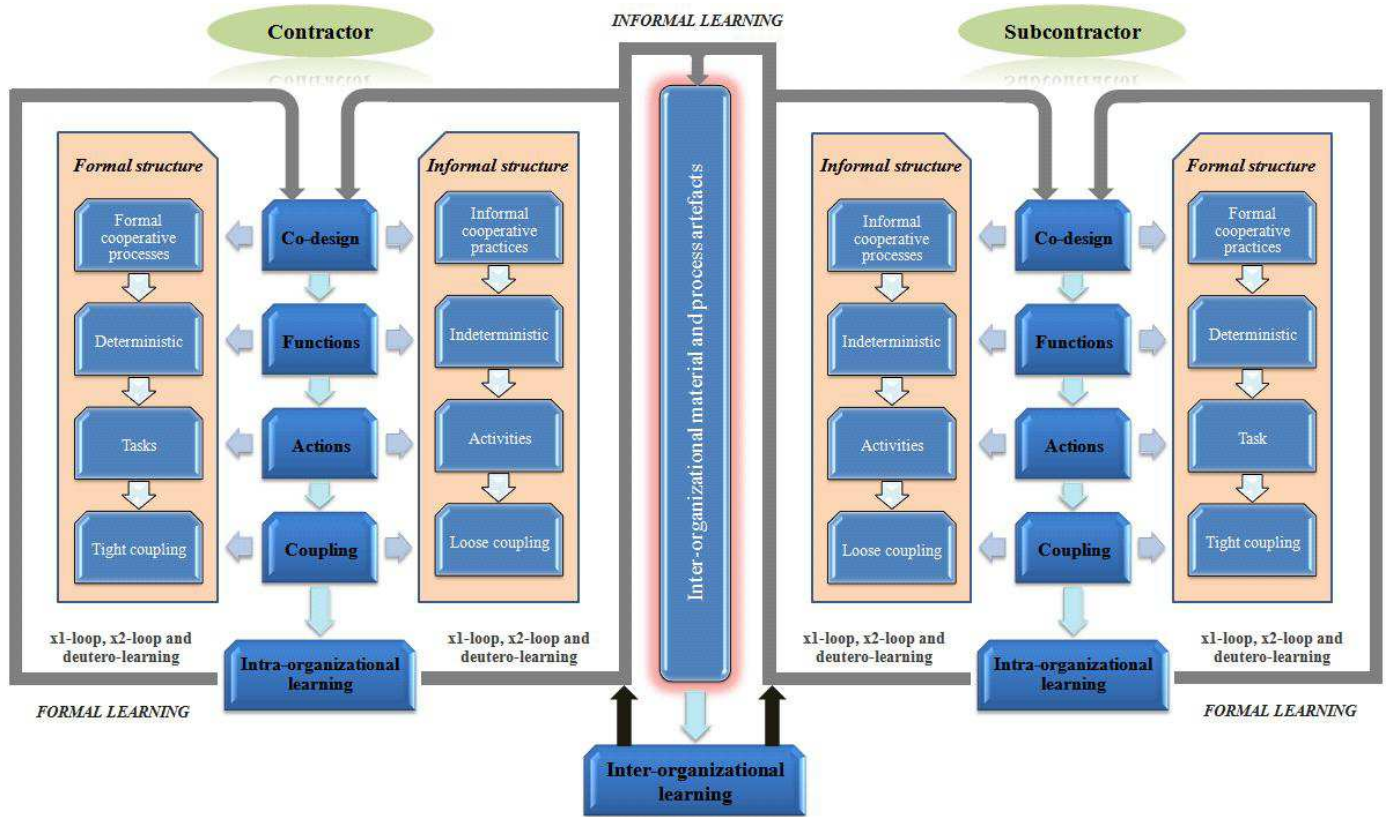 INFORMAL LEARNING
Contractor
Subcontractor
Formal structure
Formal
cooperative
processes
Deterministic
Tasks
Tight coupling
Co-design
Functions
Actions
Coupling
Informal structure
Informal
cooperative
practices
Indeterministic
Activities
Loose coupling
x1-loop, x2-loop and
deutero-learning
Intra-organizational
learning
x1-loop, x2-loop and
deutero-learning
FORMAL LEARNING
Inter-organizational material and process artefacts
Inter-organizational
learning
Informal structure
Informal
cooperative
processes
Indeterministic
Activities
Loose coupling
Co-design
Functions
Actions
Coupling
Formal structure
Formal
cooperative
practices
Deterministic
Task
Tight coupling
x1-loop, x2-loop and
deutero-learning
Intra-organizational
learning
x1-loop, x2-loop and
deutero-learning
FORMAL LEARNING